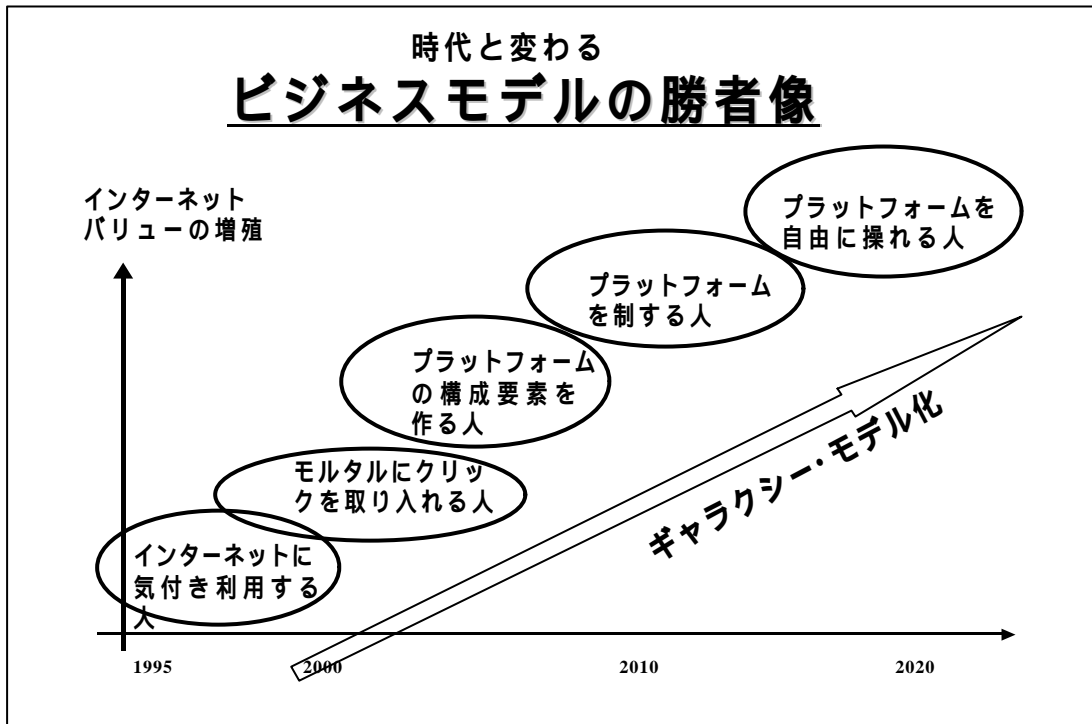 時代と変わる
ビジネスモデルの勝者像
インターネット
バリューの増殖
プラットフォームを
自由に操れる人
プラットフォーム
を制する人
プラットフォーム
の構成要素を
作る人
モルタルにクリッ
クを取り入れる人
インターネットに
気付き利用する
人
ギャラクシー・モデル化
1995
2000
2010
2020